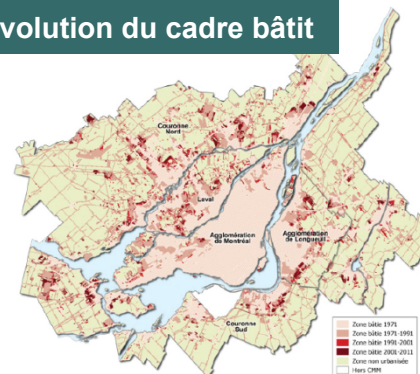 volution du cadre bâtit
Couronne
Nord
Laval
Agglomération
de Montréal
Agglomération
de Longueuil
Couronne
Sud
Zone bâtie 1971
Zone bâtie 1971-1991
Zone bâtie 1991-2001
Zone bâtie 2001-2011
Zone non urbanisée
Hors CMM